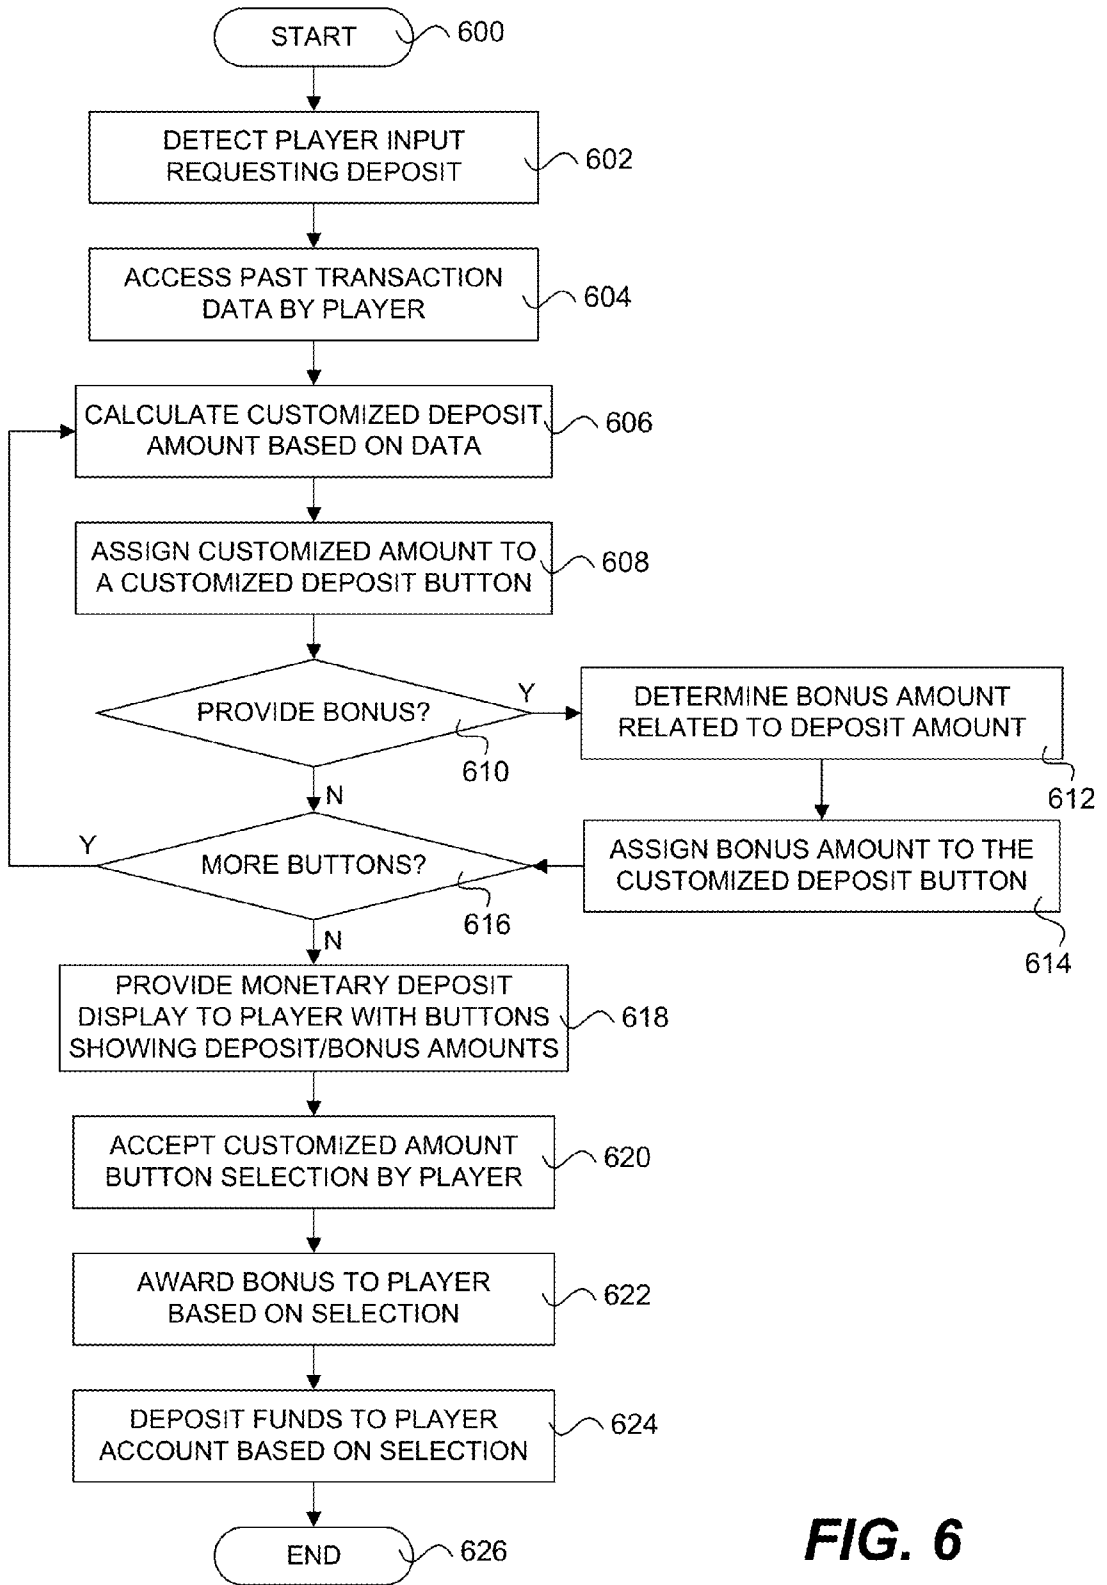 START
600
DETECT PLAYER INPUT
REQUESTING DEPOSIT
602
ACCESS PAST TRANSACTION
DATA BY PLAYER
604
CALCULATE CUSTOMIZED DEPOSIT
AMOUNT BASED ON DATA
606
ASSIGN CUSTOMIZED AMOUNT TO
A CUSTOMIZED DEPOSIT BUTTON
608
PROVIDE BONUS?
610
Y
N
DETERMINE BONUS AMOUNT
RELATED TO DEPOSIT AMOUNT
612
ASSIGN BONUS AMOUNT TO THE
CUSTOMIZED DEPOSIT BUTTON
614
MORE BUTTONS?
616
Y
N
PROVIDE MONETARY DEPOSIT
DISPLAY TO PLAYER WITH BUTTONS
SHOWING DEPOSIT/BONUS AMOUNTS
618
ACCEPT CUSTOMIZED AMOUNT
BUTTON SELECTION BY PLAYER
620
AWARD BONUS TO PLAYER
BASED ON SELECTION
622
DEPOSIT FUNDS TO PLAYER
ACCOUNT BASED ON SELECTION
624
END
626
FIG. 6